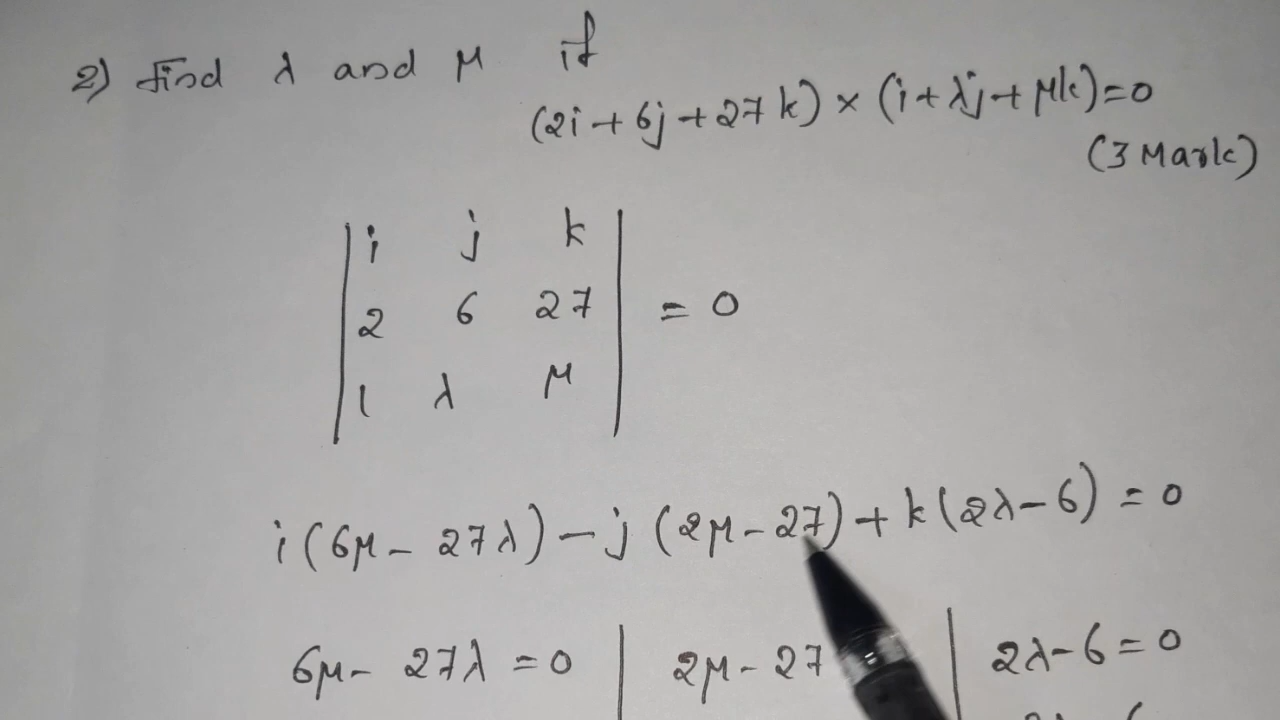 2) Find λ and μ if
(2i + 6j + 27k) × (i + λj + μk) = 0
(3 Mark)
| i j k |
| 2 6 27 | = 0
| 1 λ μ |
i(6μ - 27λ) - j(2μ - 27) + k(2λ - 6) = 0
6μ - 27λ = 0 | 2μ - 27 | 2λ - 6 = 0